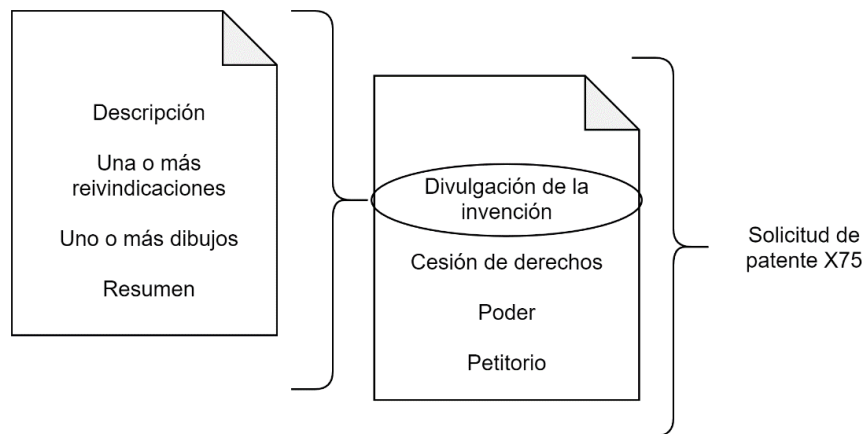 Descripción
Una o más
reivindicaciones
Uno o más dibujos
Resumen
Divulgación de la
invención
Cesión de derechos
Poder
Petitorio
Solicitud de
patente X75